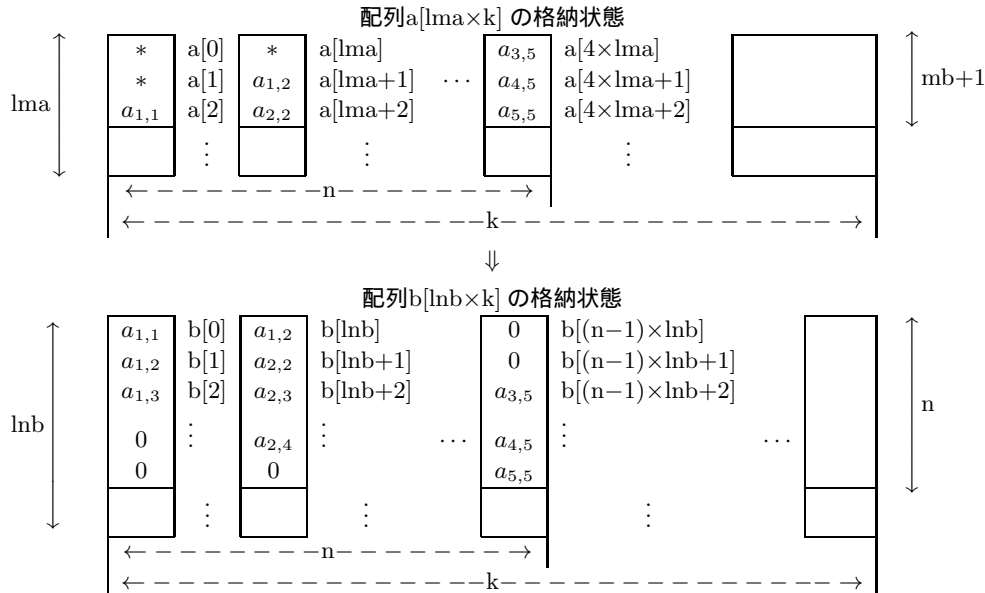 配列a[lma×k] の格納状態
∗ a[0] ∗ a[lma] a3,5 a[4×lma]
∗ a[1] a1,2 a[lma+1] ··· a4,5 a[4×lma+1] mb+1
lma a1,1 a[2] a2,2 a[lma+2] a5,5 a[4×lma+2]
⋮ ⋮ ⋮
n
k
⇓
配列b[lnb×k] の格納状態
a1,1 b[0] a1,2 b[lnb] 0 b[(n−1)×lnb]
a1,2 b[1] a2,2 b[lnb+1] 0 b[(n−1)×lnb+1]
a1,3 b[2] a2,3 b[lnb+2] a3,5 b[(n−1)×lnb+2] n
lnb 0 ⋮ a2,4 ⋮ ··· a4,5 ⋮ ···
0 0 a5,5
⋮ ⋮ ⋮
n
k